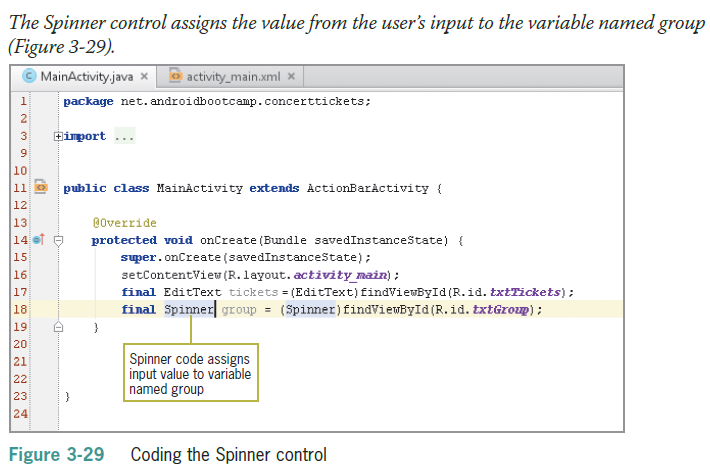 The Spinner control assigns the value from the user's input to the variable named group
(Figure 3-29).
MainActivity.java × activity_main.xml ×
1 package net.androidbootcamp.concerttickets;
2
3 import ...
9
10
11 public class MainActivity extends ActionBarActivity {
12
13 @Override
14 protected void onCreate(Bundle savedInstanceState) {
15 super.onCreate(savedInstanceState);
16 setContentView(R.layout.activity_main);
17 final EditText tickets=(EditText)findViewById(R.id.txtTickets);
18 final Spinner group = (Spinner)findViewById(R.id.txtGroup);
19 }
20
21
22
23 }
24
Spinner code assigns
input value to variable
named group
Figure 3-29 Coding the Spinner control